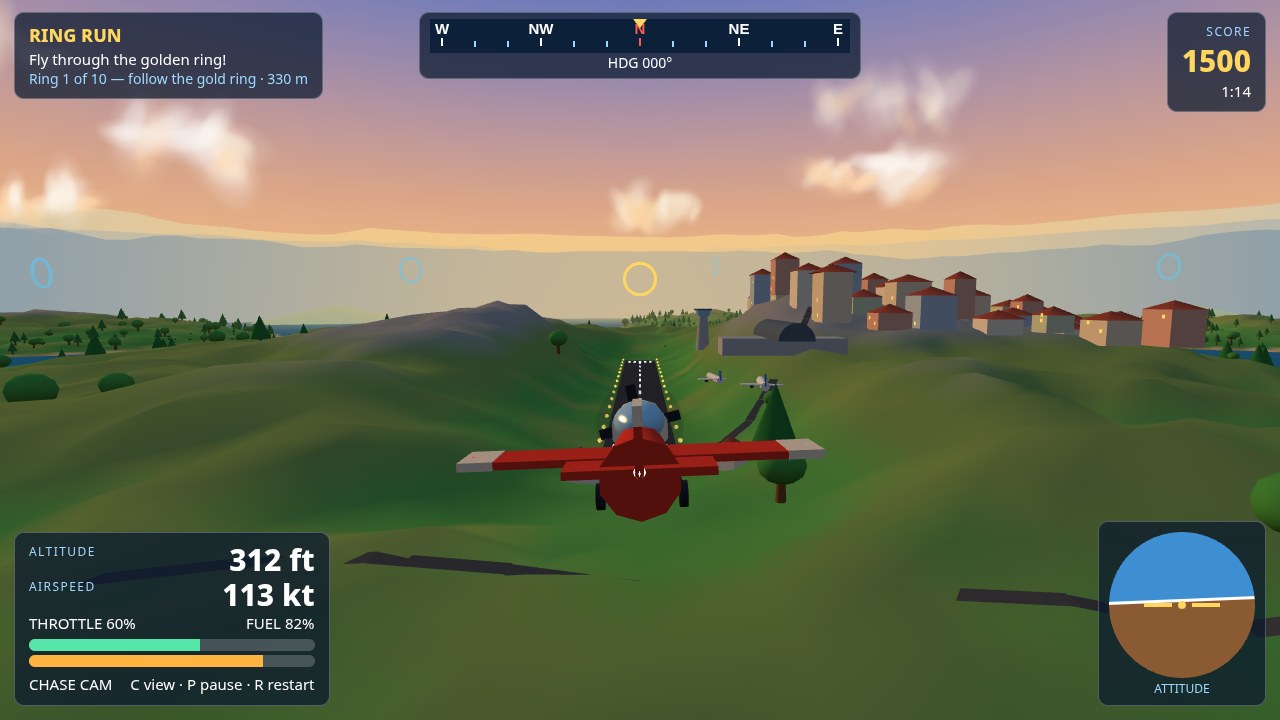 RING RUN
Fly through the golden ring!
Ring 1 of 10 — follow the gold ring · 330 m
W NW N NE E
HDG 000°
SCORE
1500
1:14
ALTITUDE 312 ft
AIRSPEED 113 kt
THROTTLE 60% FUEL 82%
CHASE CAM C view · P pause · R restart
ATTITUDE